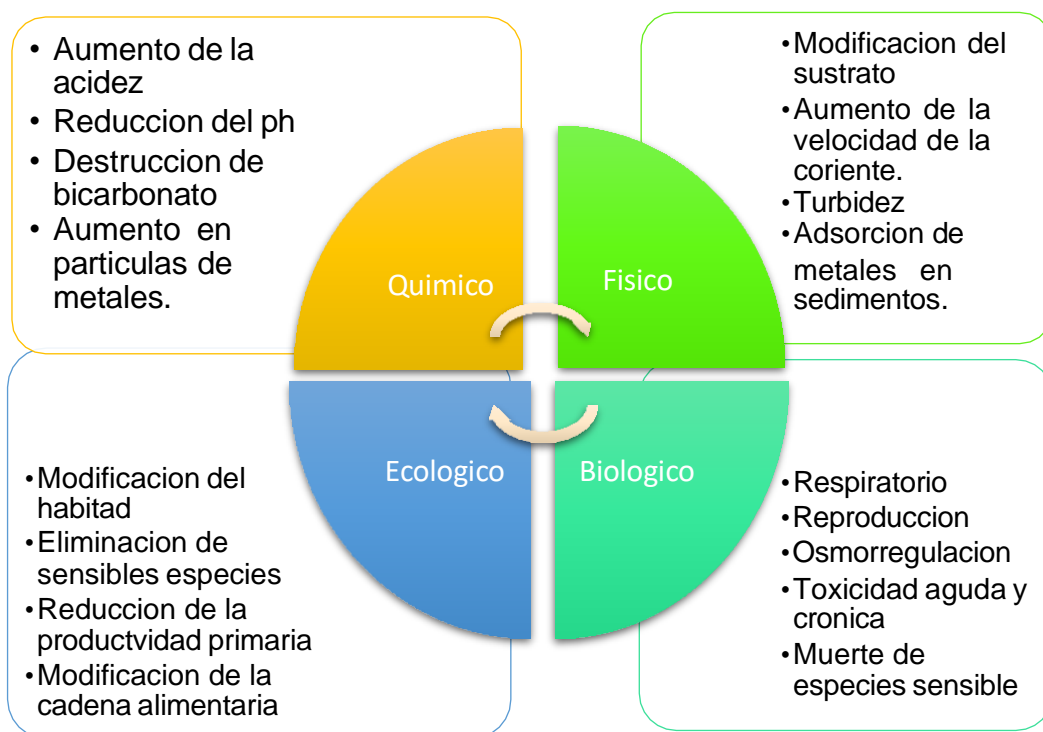 • Aumento de la
acidez
• Reduccion del ph
• Destruccion de
bicarbonato
• Aumento en
particulas de
metales.
•Modificacion del
sustrato
•Aumento de la
velocidad de la
coriente.
•Turbidez
•Adsorcion de
metales en
sedimentos.
Quimico
Fisico
Ecologico
Biologico
•Modificacion del
habitad
•Eliminacion de
sensibles especies
•Reduccion de la
productvidad primaria
•Modificacion de la
cadena alimentaria
•Respiratorio
•Reproduccion
•Osmorregulacion
•Toxicidad aguda y
cronica
•Muerte de
especies sensible